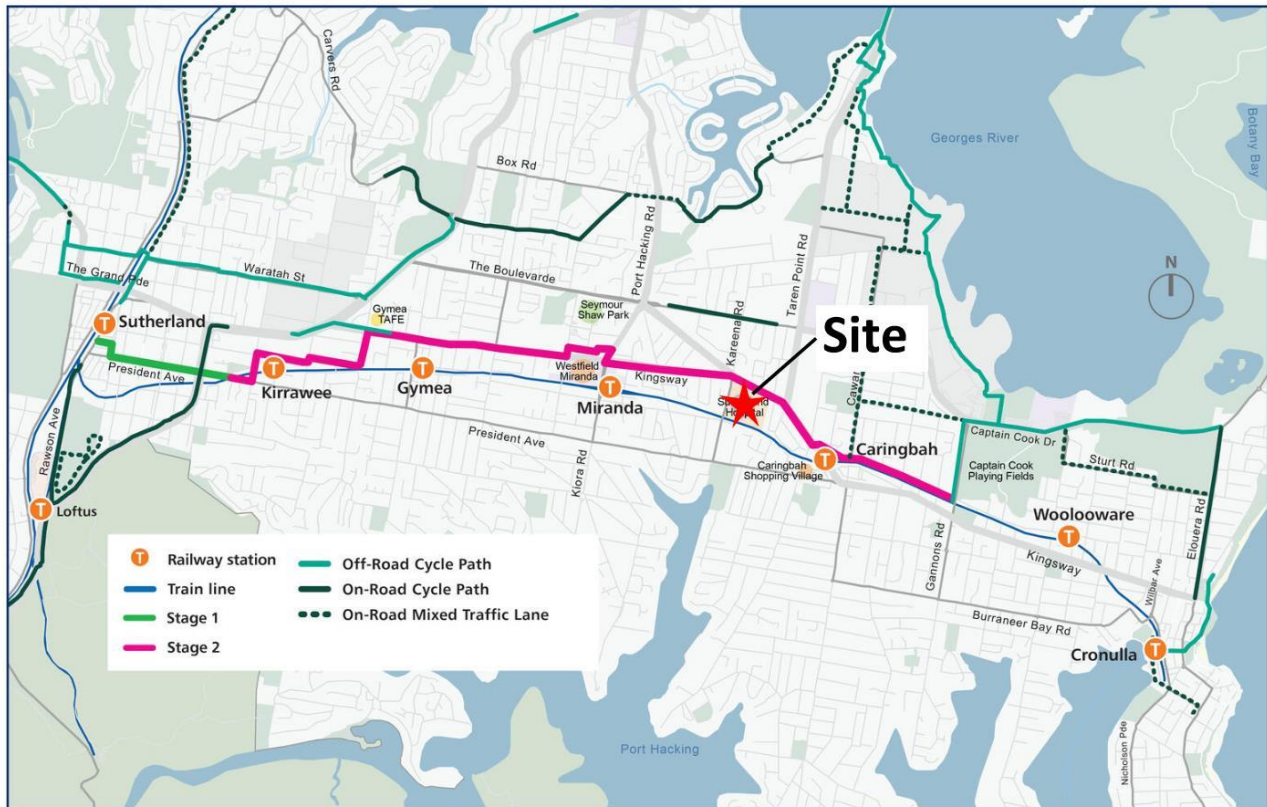 Carvers Rd
Georges River
Botany
Bay
Box Rd
Port Hacking Rd
Taren Point Rd
N
The Grand Pde
Waratah St
The Boulevarde
Kareena Rd
Gymea
TAFE
Seymour
Shaw Park
Sutherland
Site
President Ave
Kirrawee
Gymea
Westfield
Miranda
Miranda
Kingsway
Hospital
Caringbah
Captain Cook Dr
Sturt Rd
Captain Cook
Playing Fields
Rawson Ave
President Ave
Kiora Rd
Caringbah
Shopping Village
Loftus
Woolooware
Elouera Rd
Gannons Rd
Kingsway
Wilbar Ave
Burraneer Bay Rd
Cronulla
Nicholson Pde
Port Hacking
T Railway station
Train line
Stage 1
Stage 2
Off-Road Cycle Path
On-Road Cycle Path
On-Road Mixed Traffic Lane